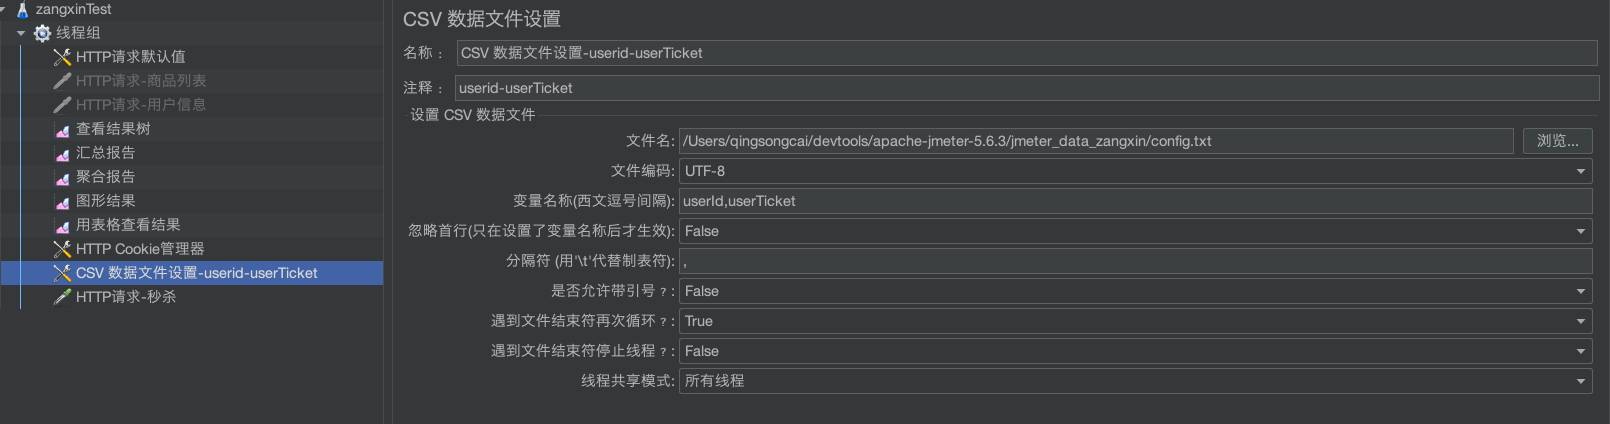 zangxinTest
线程组
HTTP请求默认值
HTTP请求-商品列表
HTTP请求-用户信息
查看结果树
汇总报告
聚合报告
图形结果
用表格查看结果
HTTP Cookie管理器
CSV 数据文件设置-userid-userTicket
HTTP请求-秒杀
CSV 数据文件设置
名称： CSV 数据文件设置-userid-userTicket
注释： userid-userTicket
设置 CSV 数据文件
文件名: /Users/qingsongcai/devtools/apache-jmeter-5.6.3/jmeter_data_zangxin/config.txt 浏览...
文件编码: UTF-8
变量名称(西文逗号间隔): userId,userTicket
忽略首行(只在设置了变量名称后才生效): False
分隔符 (用'\t'代替制表符): ,
是否允许带引号？: False
遇到文件结束符再次循环？: True
遇到文件结束符停止线程？: False
线程共享模式: 所有线程